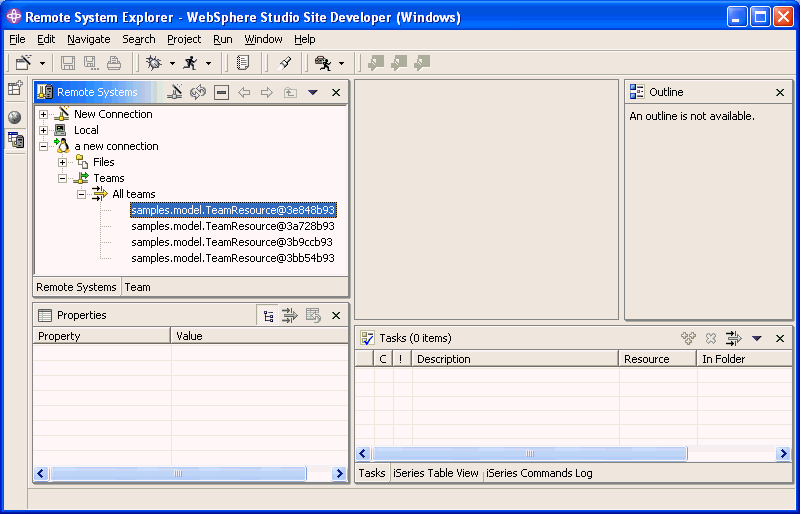 Remote System Explorer - WebSphere Studio Site Developer (Windows)
File Edit Navigate Search Project Run Window Help
Remote Systems
New Connection
Local
a new connection
Files
Teams
All teams
samples.model.TeamResource@3e848b93
samples.model.TeamResource@3a728b93
samples.model.TeamResource@3b9ccb93
samples.model.TeamResource@3bb54b93
Remote Systems Team
Outline
An outline is not available.
Properties
Property Value
Tasks (0 items)
C ! Description Resource In Folder
Tasks iSeries Table View iSeries Commands Log